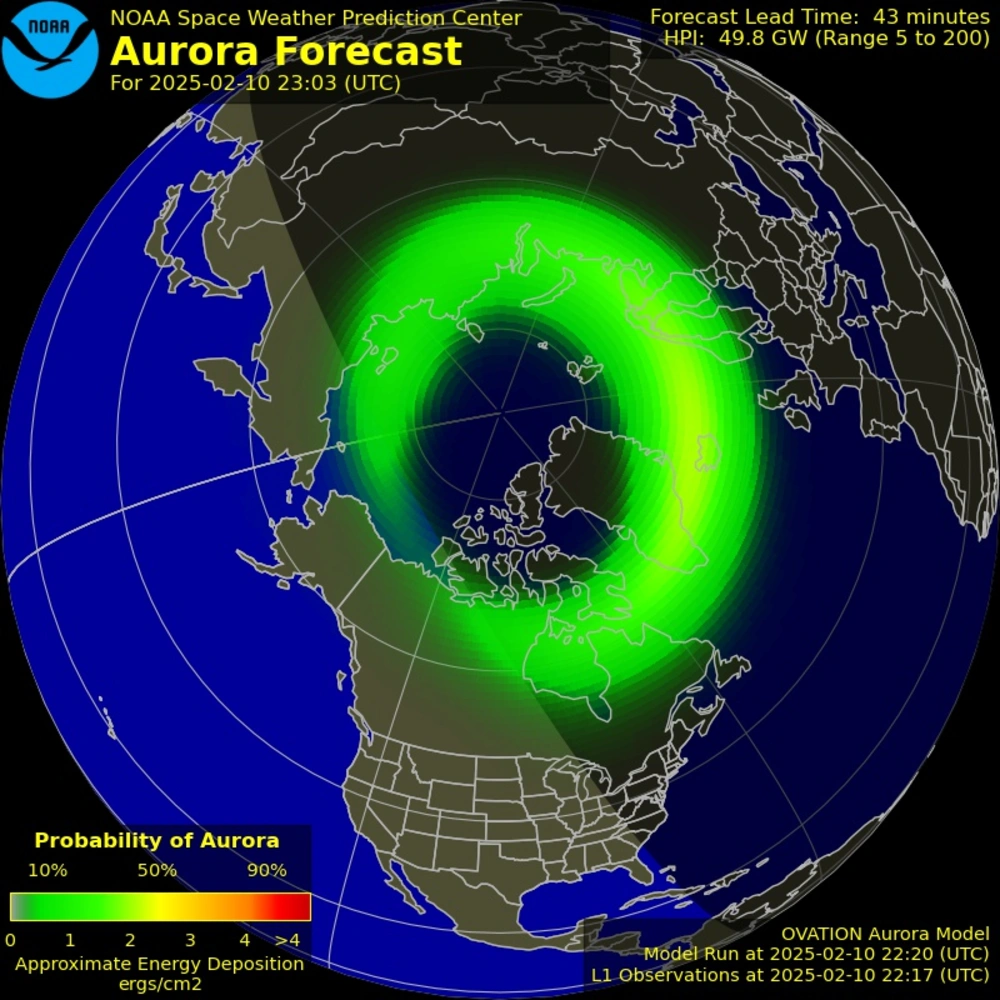 NOAA
NOAA Space Weather Prediction Center
Aurora Forecast
For 2025-02-10 23:03 (UTC)
Forecast Lead Time: 43 minutes
HPI: 49.8 GW (Range 5 to 200)
Probability of Aurora
10% 50% 90%
0 1 2 3 4 >4
Approximate Energy Deposition
ergs/cm2
OVATION Aurora Model
Model Run at 2025-02-10 22:20 (UTC)
L1 Observations at 2025-02-10 22:17 (UTC)